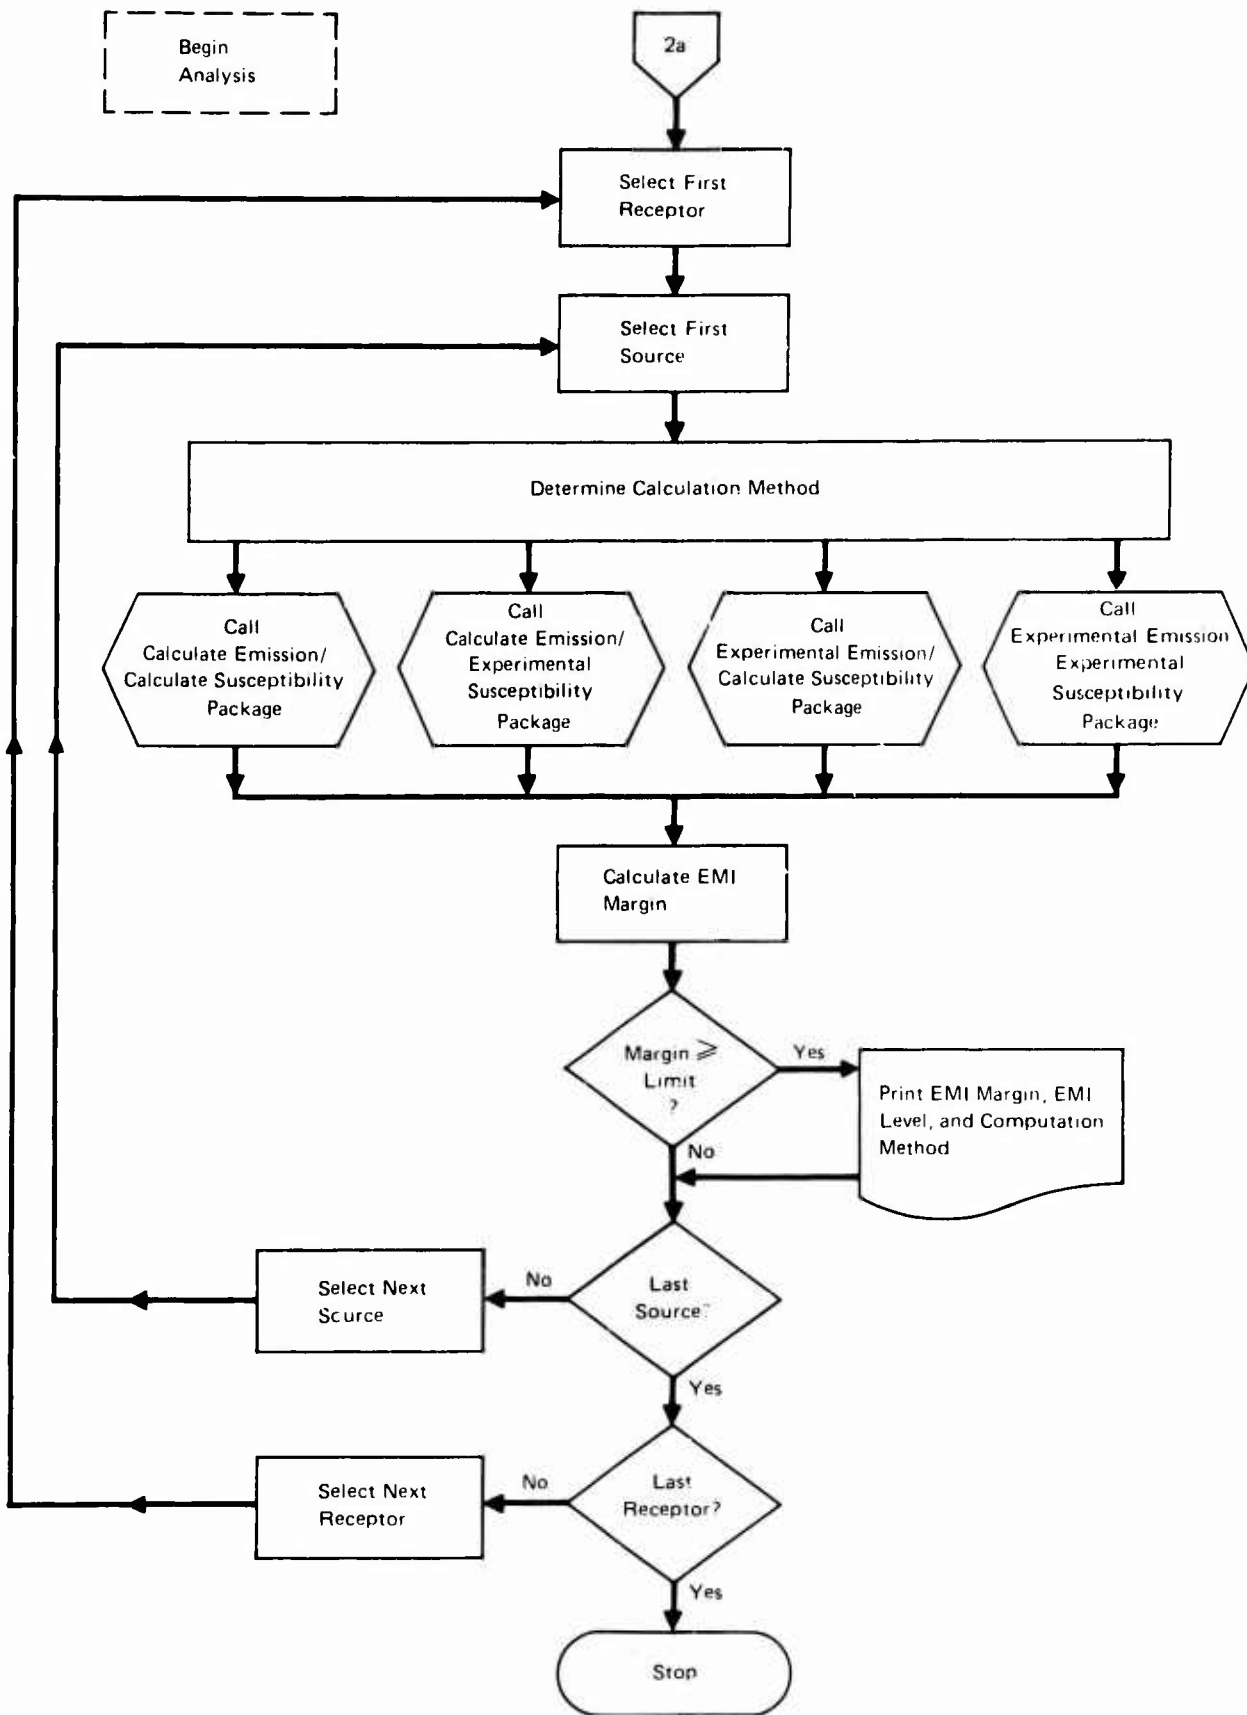 Begin
Analysis
2a
Select First
Receptor
Select First
Source
Determine Calculation Method
Call
Calculate Emission/
Calculate Susceptibility
Package
Call
Calculate Emission/
Experimental
Susceptibility
Package
Call
Experimental Emission/
Calculate Susceptibility
Package
Call
Experimental Emission
Experimental
Susceptibility
Package
Calculate EMI
Margin
Margin ⩾
Limit
?
Yes
Print EMI Margin, EMI
Level, and Computation
Method
No
Last
Source?
No
Select Next
Source
Yes
Last
Receptor?
No
Select Next
Receptor
Yes
Stop